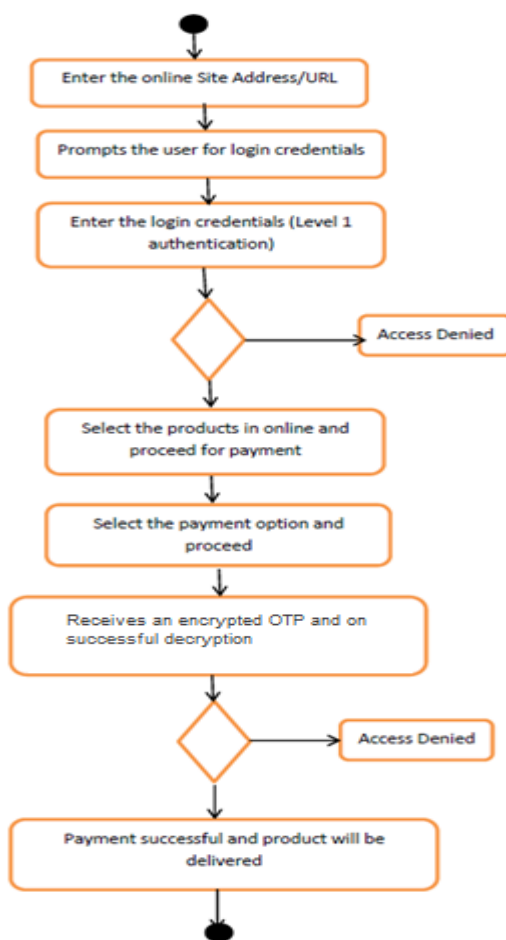 Enter the online Site Address/URL
Prompts the user for login credentials
Enter the login credentials (Level 1
authentication)
Access Denied
Select the products in online and
proceed for payment
Select the payment option and
proceed
Receives an encrypted OTP and on
successful decryption
Access Denied
Payment successful and product will be
delivered